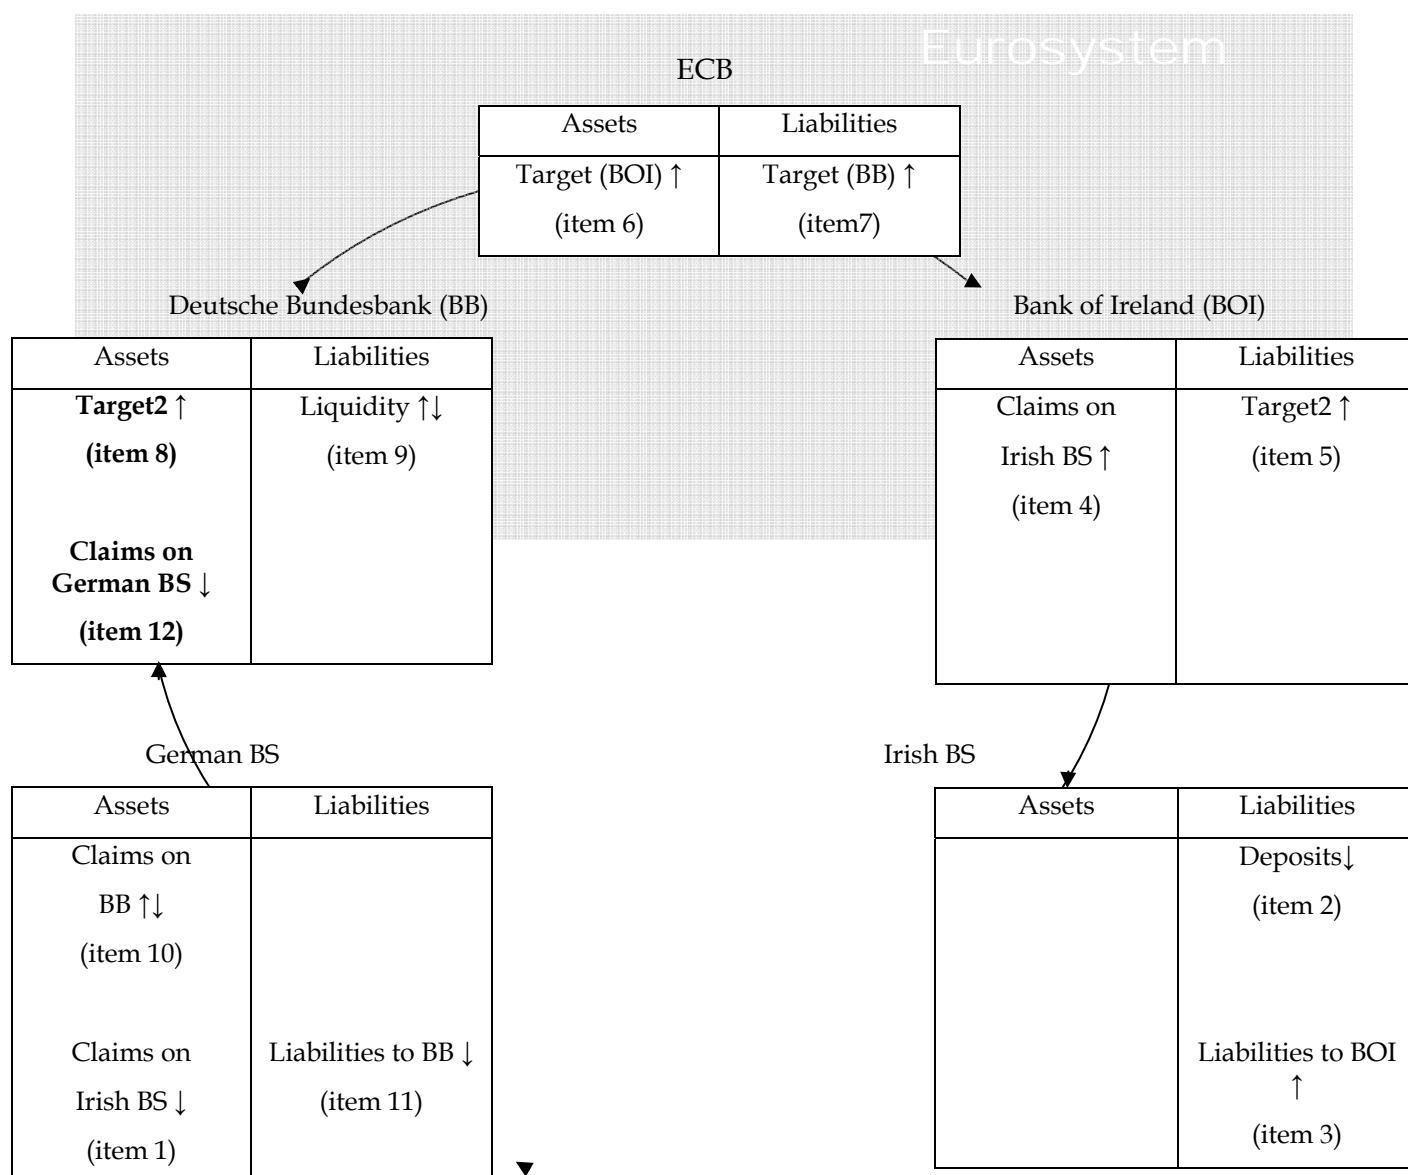 Eurosystem
ECB
Assets
Liabilities
Target (BOI) ↑
(item 6)
Target (BB) ↑
(item7)
Deutsche Bundesbank (BB)
Assets
Liabilities
Target2 ↑
(item 8)
Liquidity ↑↓
(item 9)
Claims on
German BS ↓
(item 12)
Bank of Ireland (BOI)
Assets
Liabilities
Claims on
Irish BS ↑
(item 4)
Target2 ↑
(item 5)
German BS
Assets
Liabilities
Claims on
BB ↑↓
(item 10)
Claims on
Irish BS ↓
(item 1)
Liabilities to BB ↓
(item 11)
Irish BS
Assets
Liabilities
Deposits↓
(item 2)
Liabilities to BOI
↑
(item 3)